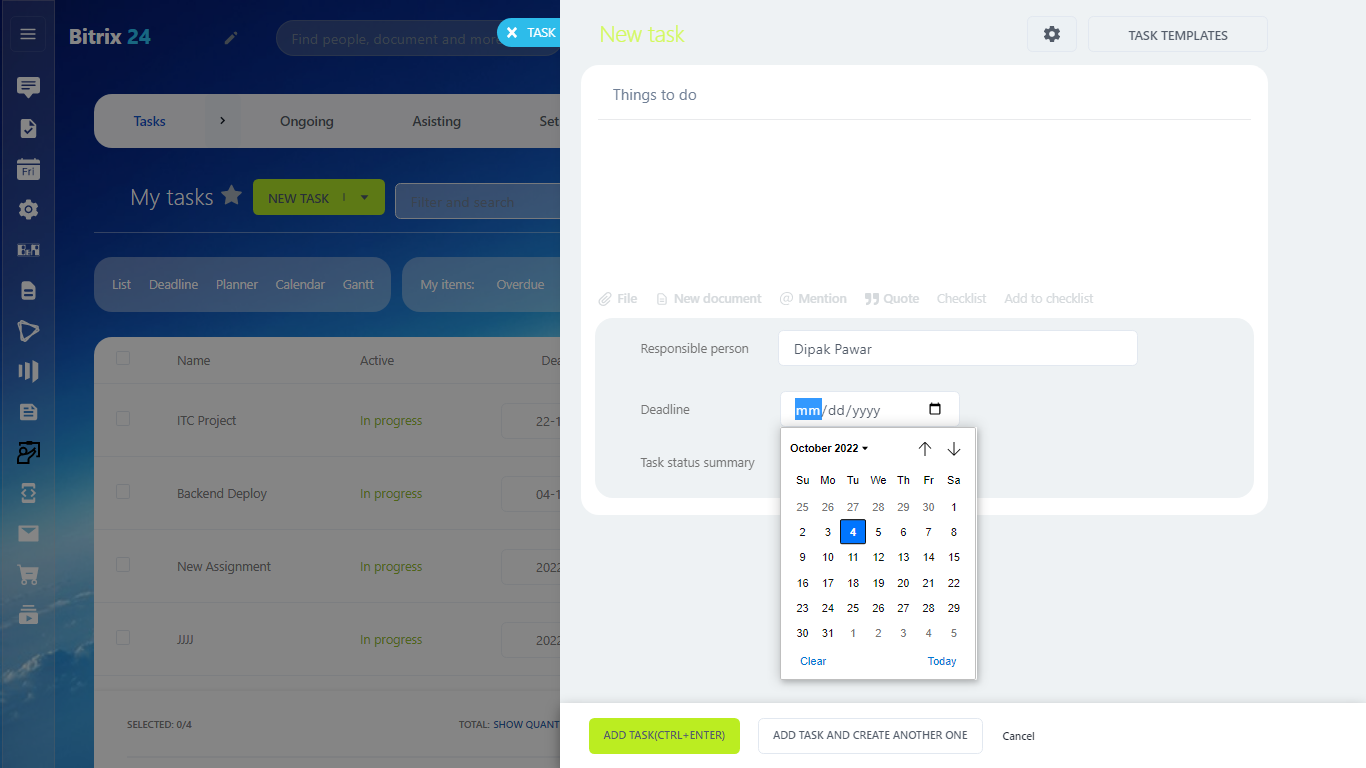 Bitrix 24
Find people, document and more
TASK
New task
TASK TEMPLATES
Things to do
Tasks
Ongoing
Asisting
Set
Fri
My tasks
NEW TASK
Filter and search
List Deadline Planner Calendar Gantt
My items: Overdue
File New document Mention Quote Checklist Add to checklist
Responsible person
Dipak Pawar
Deadline
mm/dd/yyyy
Task status summary
October 2022
Su Mo Tu We Th Fr Sa
25 26 27 28 29 30 1
2 3 4 5 6 7 8
9 10 11 12 13 14 15
16 17 18 19 20 21 22
23 24 25 26 27 28 29
30 31 1 2 3 4 5
Clear Today
Name Active Dea
ITC Project In progress 22-1
Backend Deploy In progress 04-1
New Assignment In progress 2022
JJJJ In progress 2022
SELECTED: 0/4
TOTAL: SHOW QUANT
ADD TASK(CTRL+ENTER)
ADD TASK AND CREATE ANOTHER ONE
Cancel